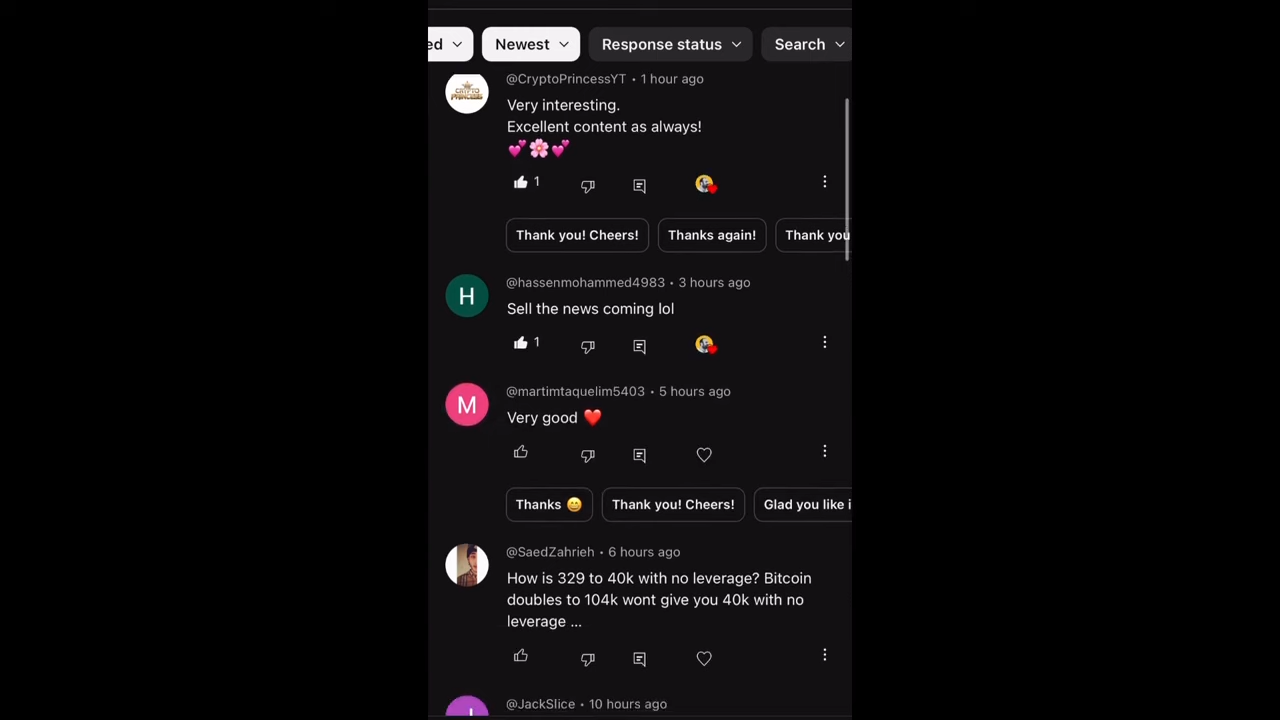 ed
Newest
Response status
Search
@CryptoPrincessYT • 1 hour ago
CRYPTO
PRINCESS
Very interesting.
Excellent content as always!
💕🌸💕
1
Thank you! Cheers!
Thanks again!
Thank you
H
@hassenmohammed4983 • 3 hours ago
Sell the news coming lol
1
M
@martimtaquelim5403 • 5 hours ago
Very good ❤️
Thanks 😄
Thank you! Cheers!
Glad you like i
@SaedZahrieh • 6 hours ago
How is 329 to 40k with no leverage? Bitcoin
doubles to 104k wont give you 40k with no
leverage ...
@JackSlice • 10 hours ago